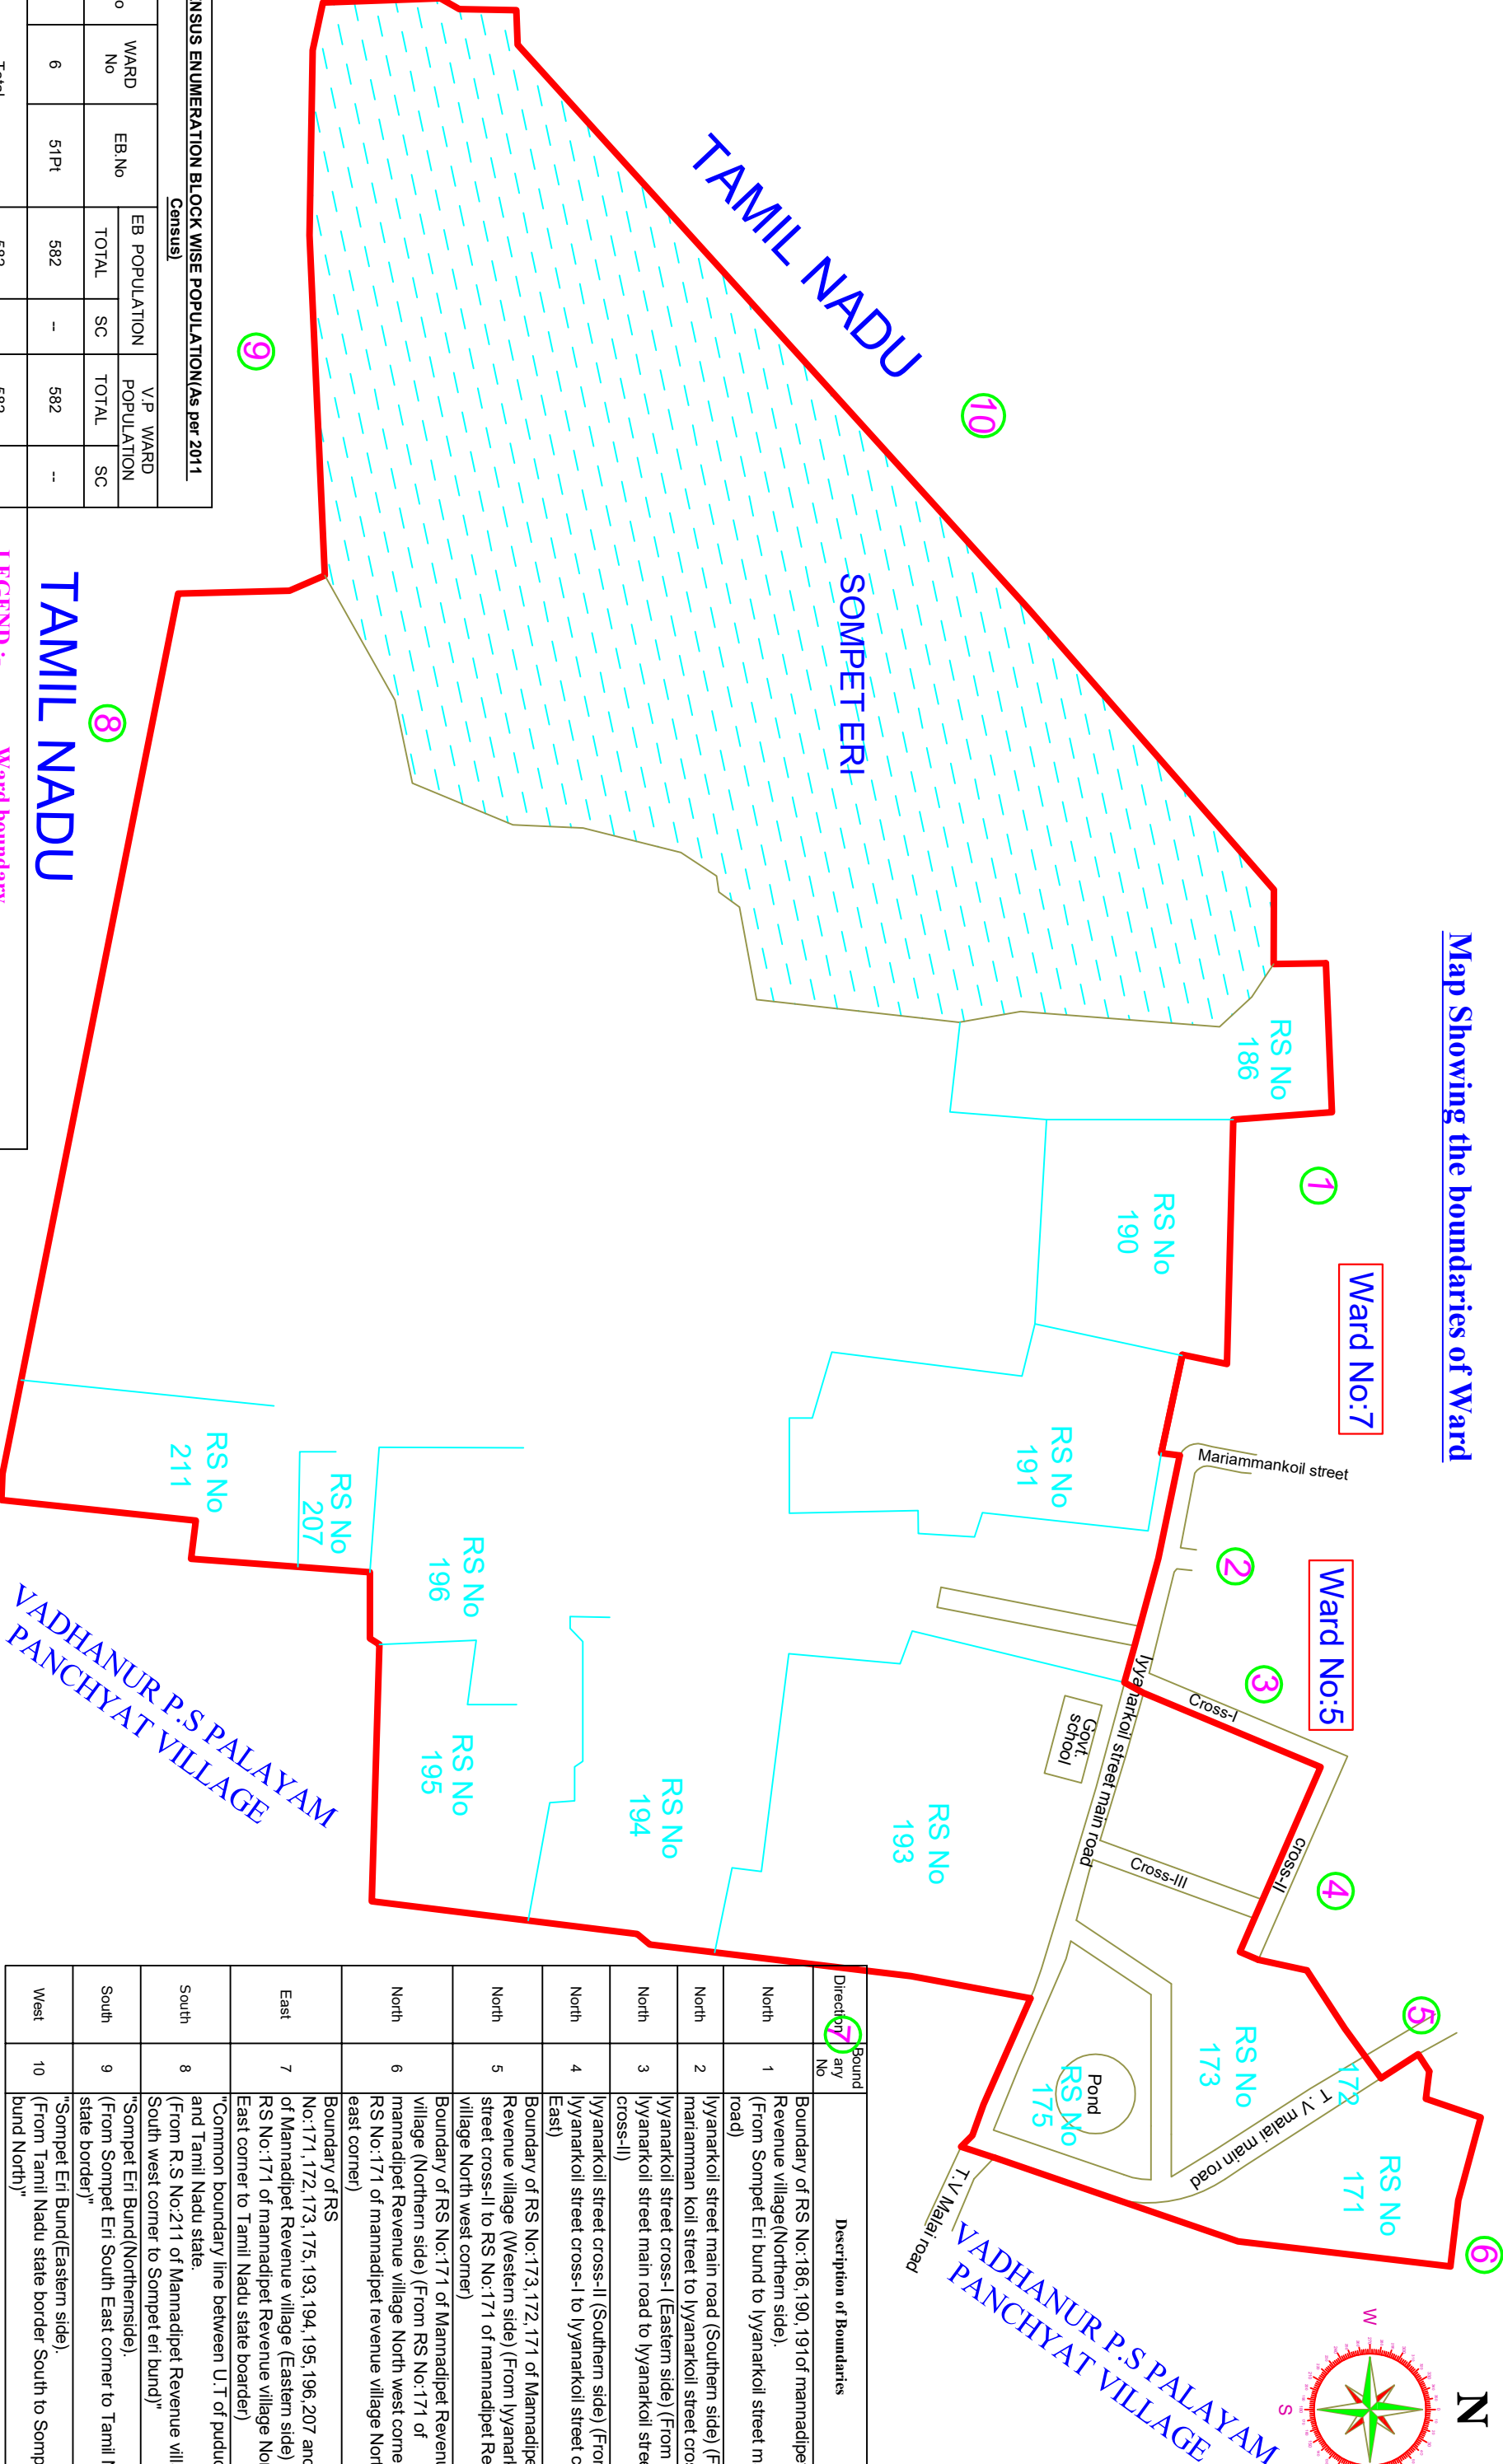 Map Showing the boundaries of Ward
N
W
S
TAMIL NADU
10
SOMPET ERI
9
8
TAMIL NADU
RS No
186
1
Ward No:7
RS No
190
RS No
191
Mariammankoil street
2
Ward No:5
3
Iyyanarkoil street main road
Cross-I
cross-II
Cross-III
Govt.
school
4
5
6
RS No
193
RS No
194
RS No
195
RS No
196
RS No
207
RS No
211
RS No
173
172
RS No
171
RS No
175
Pond
T. V malai main road
T.V Malai road
VADHANUR P.S PALAYAM
PANCHYAT VILLAGE
VADHANUR P.S PALAYAM
PANCHYAT VILLAGE
7
NSUS ENUMERATION BLOCK WISE POPULATION(As per 2011
Census)
o
WARD
No
EB.No
EB POPULATION
V.P WARD
POPULATION
TOTAL
SC
TOTAL
SC
6
51Pt
582
--
582
--
Total
582
582
LEGEND:-
Ward boundary
Direction
Bound
ary
No
Description of Boundaries
North
1
Boundary of RS No:186,190,191of mannadipe
Revenue village(Northern side).
(From Sompet Eri bund to Iyyanarkoil street m
road)
North
2
Iyyanarkoil street main road (Southern side) (F
mariamman koil street to Iyyanarkoil street cro
North
3
Iyyanarkoil street cross-I (Eastern side) (From
Iyyanarkoil street main road to Iyyanarkoil stree
cross-II)
North
4
Iyyanarkoil street cross-II (Southern side) (Fron
Iyyanarkoil street cross-I to Iyyanarkoil street c
East)
North
5
Boundary of RS No:173,172,171 of Mannadipe
Revenue village (Western side) (From Iyyanark
street cross-II to RS No:171 of mannadipet Re
village North west corner)
North
6
Boundary of RS No:171 of Mannadipet Revenu
village (Northern side) (From RS No:171 of
mannadipet Revenue village North west corne
RS No:171 of mannadipet revenue village Nort
east corner)
East
7
Boundary of RS
No:171,172,173,175,193,194,195,196,207 and
of Mannadipet Revenue village (Eastern side)
RS No:171 of mannadipet Revenue village No
East corner to Tamil Nadu state boarder)
South
8
"Common boundary line between U.T of puduc
and Tamil Nadu state.
(From R.S No:211 of Mannadipet Revenue vill
South west corner to Sompet eri bund)"
South
9
"Sompet Eri Bund(Northernside).
(From Sompet Eri South East corner to Tamil N
state border)"
West
10
"Sompet Eri Bund(Eastern side).
(From Tamil Nadu state border South to Somp
bund North)"